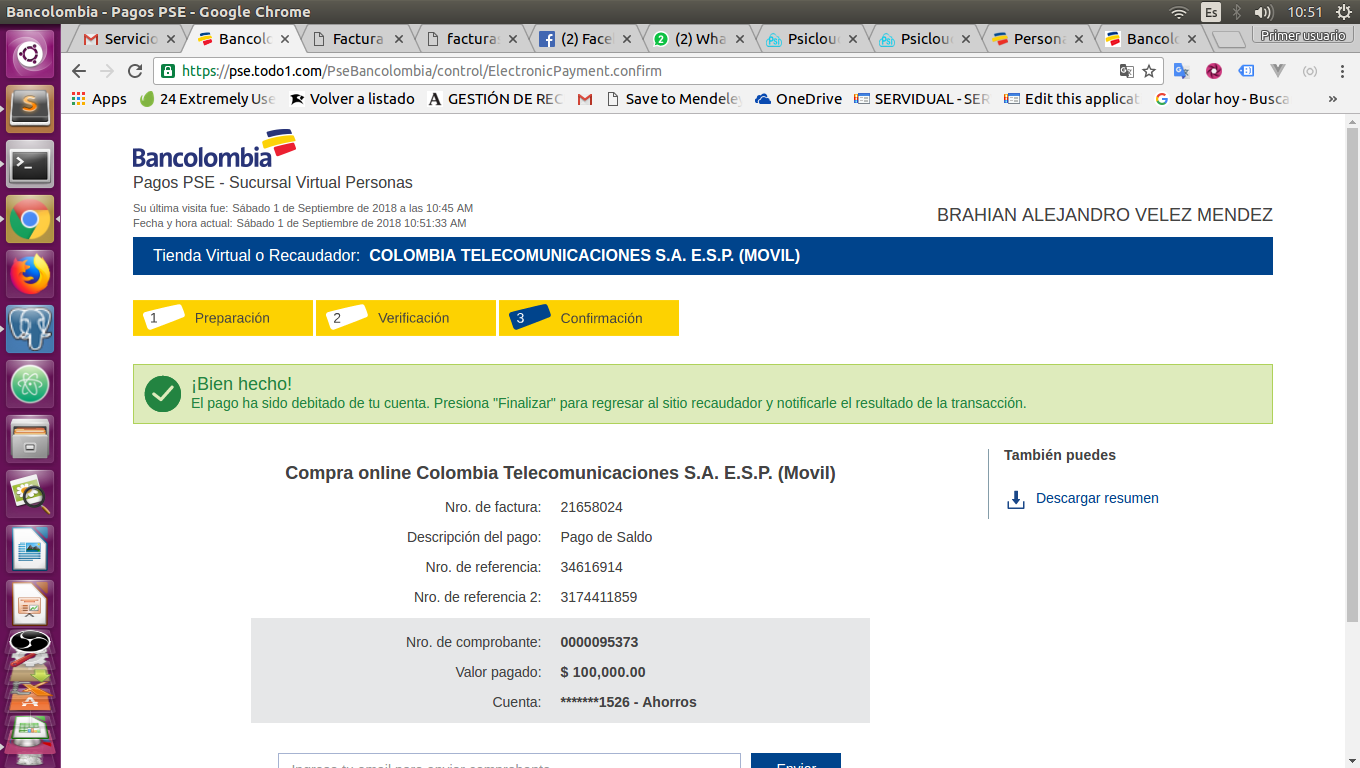 Bancolombia - Pagos PSE - Google Chrome
Es
10:51
Servicio
Bancolo
Factura
facturas
(2) Face
(2) Wha
Psiclou
Psiclou
Persona
Bancolo
Primer usuario
https://pse.todo1.com/PseBancolombia/control/ElectronicPayment.confirm
Apps
24 Extremely Use
Volver a listado
GESTIÓN DE REC
Save to Mendeley
OneDrive
SERVIDUAL - SER
Edit this applicat
dolar hoy - Busca
»
Bancolombia
Pagos PSE - Sucursal Virtual Personas
Su última visita fue: Sábado 1 de Septiembre de 2018 a las 10:45 AM
Fecha y hora actual: Sábado 1 de Septiembre de 2018 10:51:33 AM
BRAHIAN ALEJANDRO VELEZ MENDEZ
Tienda Virtual o Recaudador: COLOMBIA TELECOMUNICACIONES S.A. E.S.P. (MOVIL)
1 Preparación
2 Verificación
3 Confirmación
¡Bien hecho!
El pago ha sido debitado de tu cuenta. Presiona "Finalizar" para regresar al sitio recaudador y notificarle el resultado de la transacción.
Compra online Colombia Telecomunicaciones S.A. E.S.P. (Movil)
Nro. de factura: 21658024
Descripción del pago: Pago de Saldo
Nro. de referencia: 34616914
Nro. de referencia 2: 3174411859
Nro. de comprobante: 0000095373
Valor pagado: $ 100,000.00
Cuenta: *******1526 - Ahorros
También puedes
Descargar resumen
Ingresa tu email para enviar comprobante
Enviar